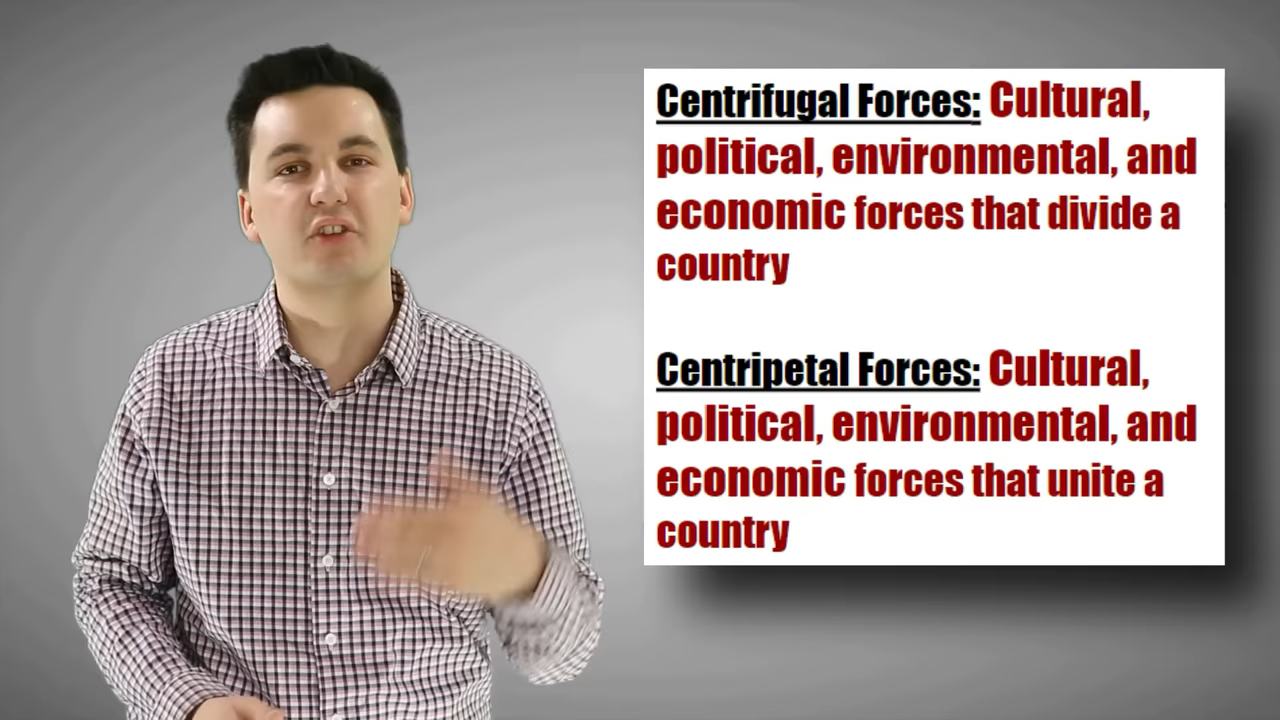 Centrifugal Forces: Cultural,
political, environmental, and
economic forces that divide a
country
Centripetal Forces: Cultural,
political, environmental, and
economic forces that unite a
country